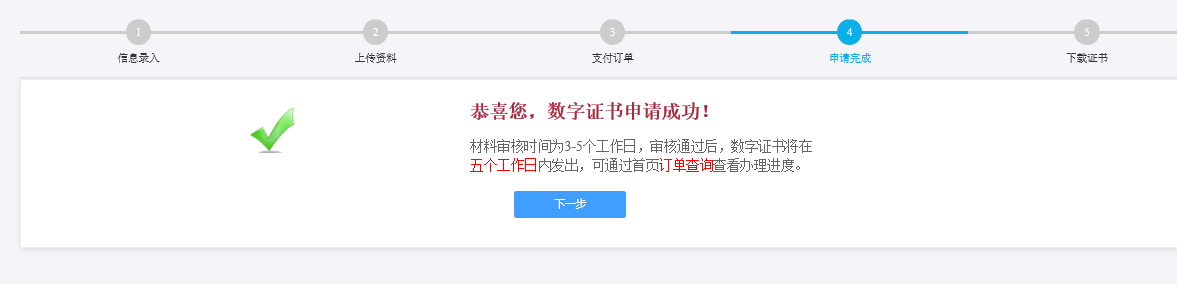 1
2
3
4
5
信息录入
上传资料
支付订单
申请完成
下载证书
恭喜您，数字证书申请成功！
材料审核时间为3-5个工作日，审核通过后，数字证书将在
五个工作日内发出，可通过首页订单查询查看办理进度。
下一步